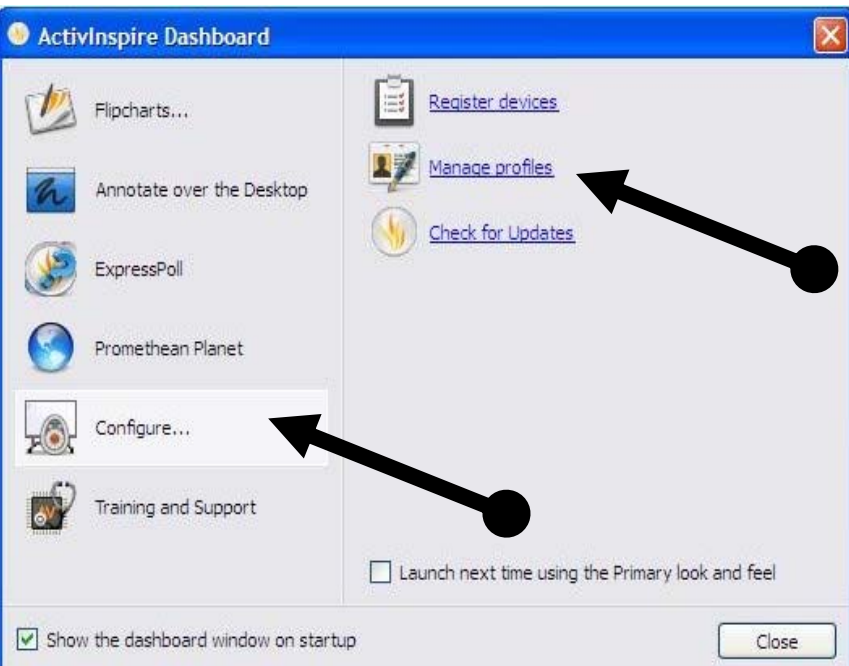 ActivInspire Dashboard
Flipcharts...
Annotate over the Desktop
ExpressPoll
Promethean Planet
Configure...
Training and Support
Register devices
Manage profiles
Check for Updates
Launch next time using the Primary look and feel
Show the dashboard window on startup
Close